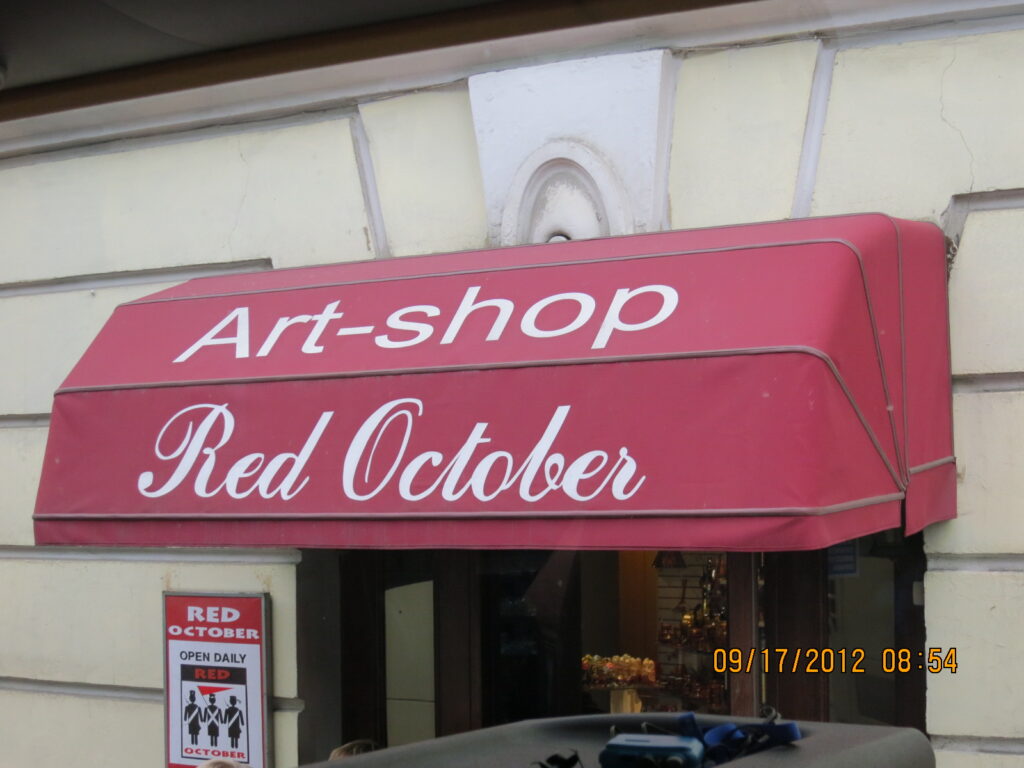 Art-shop
Red October
RED
OCTOBER
OPEN DAILY
RED
OCTOBER
09/17/2012 08:54